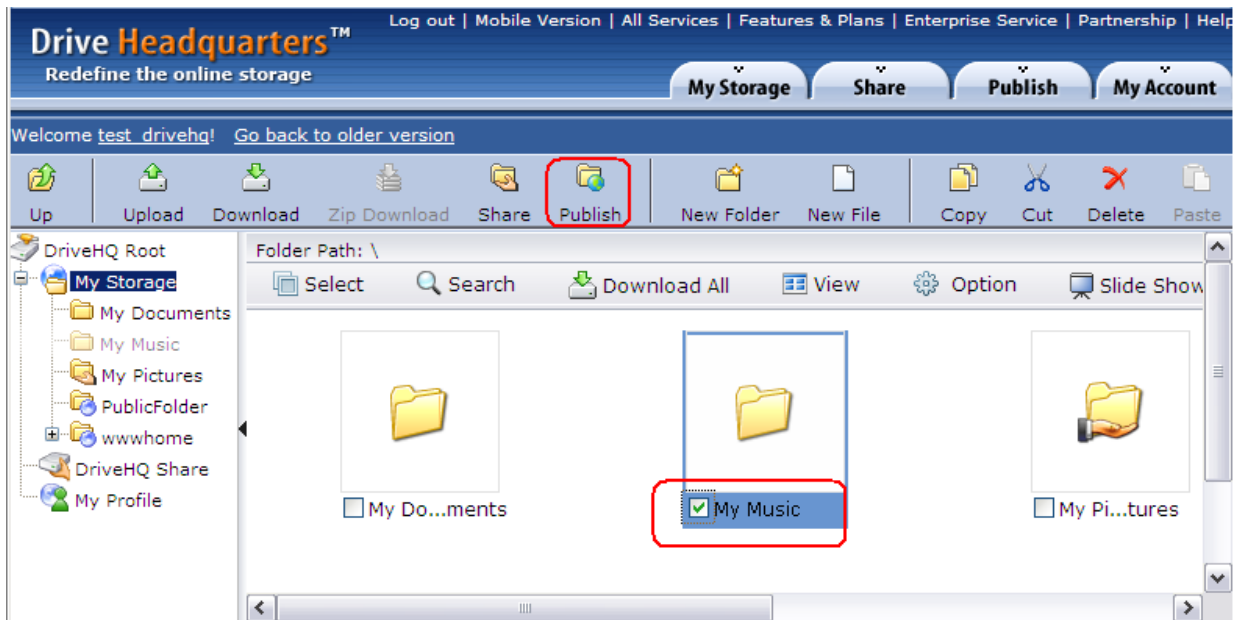 Log out | Mobile Version | All Services | Features & Plans | Enterprise Service | Partnership | Help
Drive Headquarters™
Redefine the online storage
My Storage Share Publish My Account
Welcome test_drivehq! Go back to older version
Up Upload Download Zip Download Share Publish New Folder New File Copy Cut Delete Paste
DriveHQ Root
My Storage
My Documents
My Music
My Pictures
PublicFolder
wwwhome
DriveHQ Share
My Profile
Folder Path: \
Select Search Download All View Option Slide Show
My Do...ments My Music My Pi...tures